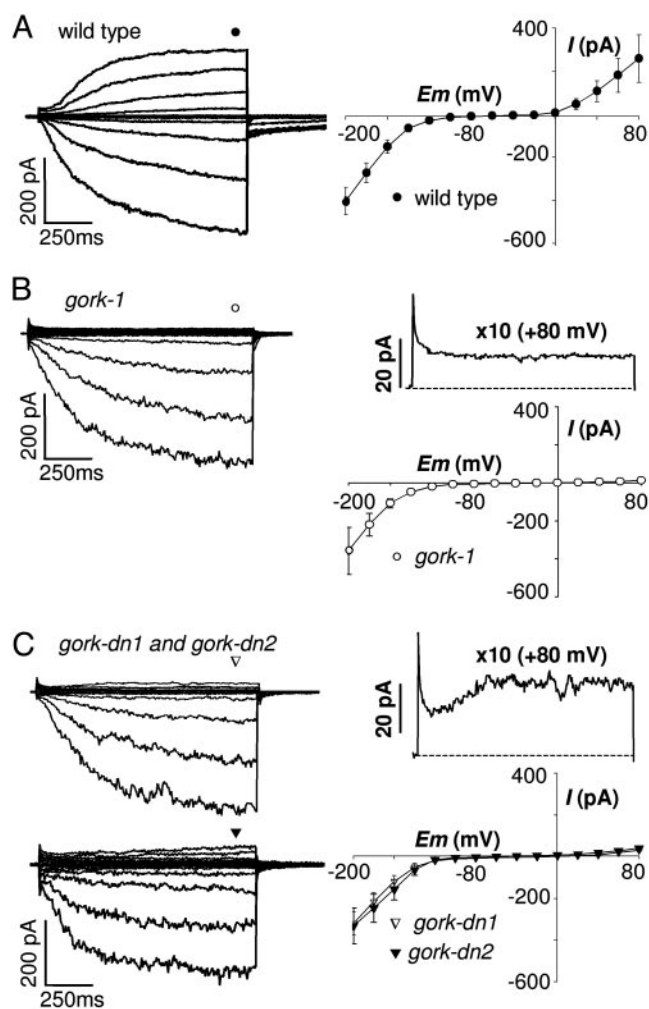 A
wild type
●
200 pA
250ms
400
I (pA)
Em (mV)
-200
-80
80
-200
● wild type
-600
B
gork-1
○
200 pA
250ms
x10 (+80 mV)
20 pA
400
I (pA)
Em (mV)
-200
-80
80
-200
○ gork-1
-600
C
gork-dn1 and gork-dn2
▽
▼
200 pA
250ms
x10 (+80 mV)
20 pA
400
I (pA)
Em (mV)
-200
-80
80
-200
▽ gork-dn1
▼ gork-dn2
-600